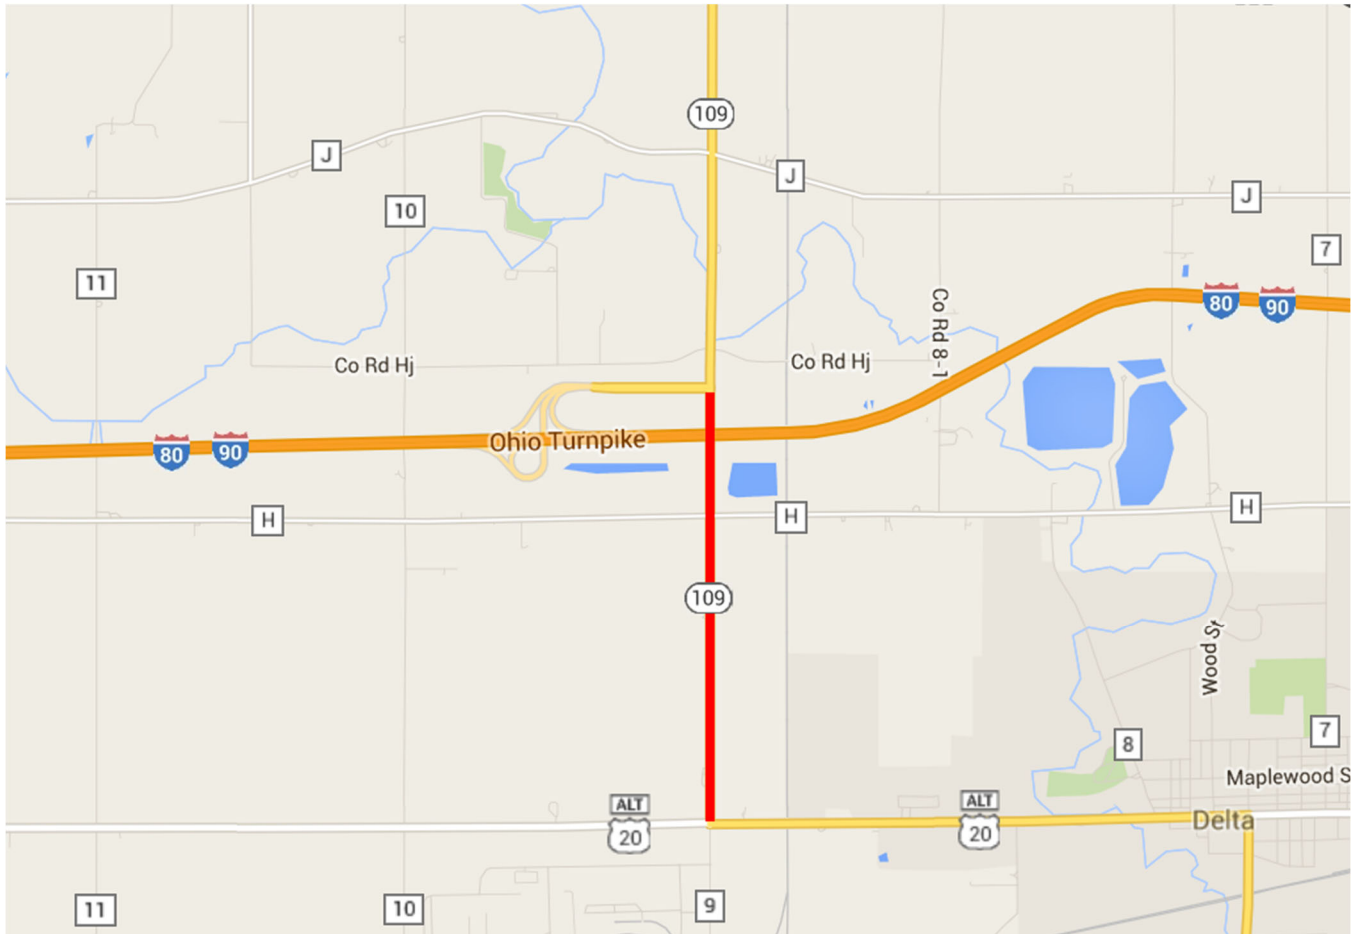 109
J
J
J
10
7
11
80
90
Co Rd 8-1
Co Rd Hj
Co Rd Hj
Ohio Turnpike
80
90
H
H
H
109
Wood St
7
8
Maplewood S
ALT
20
ALT
20
Delta
11
10
9